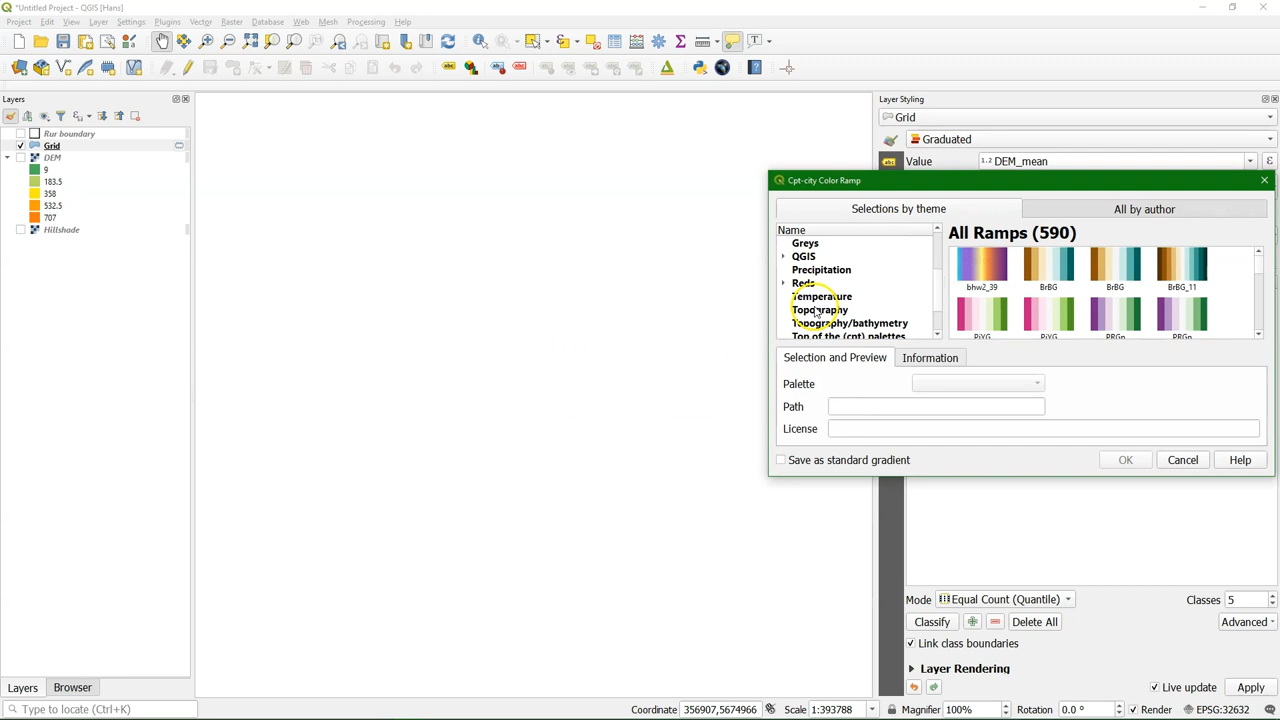 *Untitled Project - QGIS [Hans]
Project Edit View Layer Settings Plugins Vector Raster Database Web Mesh Processing Help
Layers
Rur boundary
Grid
DEM
9
183.5
358
532.5
707
Hillshade
Layers Browser
Type to locate (Ctrl+K)
Layer Styling
Grid
Graduated
Value 1.2 DEM_mean
Cpt-city Color Ramp
Selections by theme All by author
Name
Greys
QGIS
Precipitation
Reds
Temperature
Topography
Topography/bathymetry
Top of the (cpt) palettes
All Ramps (590)
bhw2_39 BrBG BrBG BrBG_11
PiYG PiYG PRGn PRGn
Selection and Preview Information
Palette
Path
License
Save as standard gradient
OK Cancel Help
Mode Equal Count (Quantile) Classes 5
Classify Delete All Advanced
Link class boundaries
Layer Rendering
Live update Apply
Coordinate 356907,5674966 Scale 1:393788 Magnifier 100% Rotation 0.0 ° Render EPSG:32632